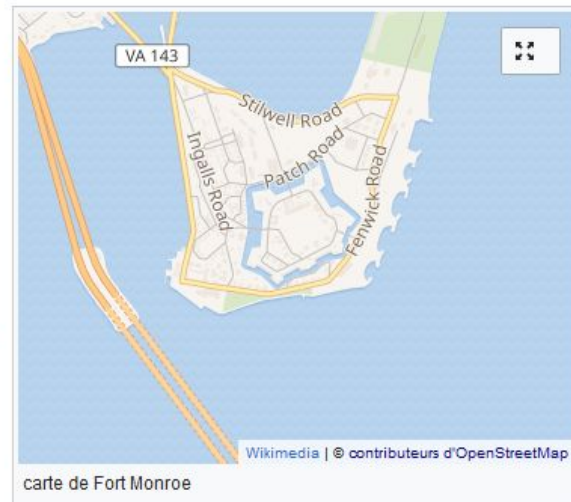 VA 143
Stilwell Road
Patch Road
Ingalls Road
Fenwick Road
Wikimedia | © contributeurs d'OpenStreetMap
carte de Fort Monroe